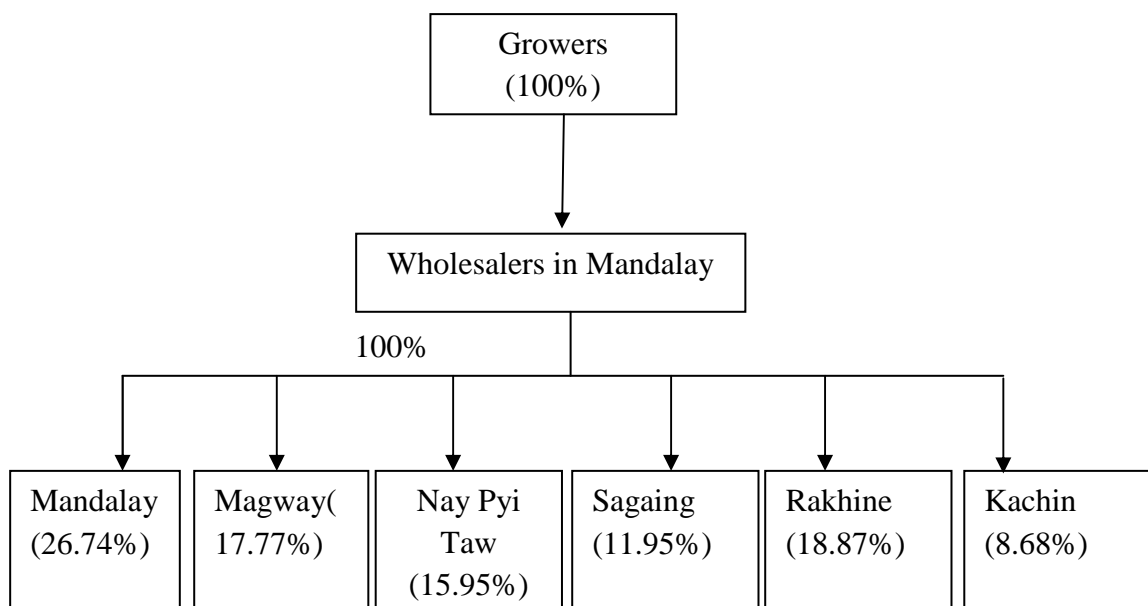 Growers
(100%)
Wholesalers in Mandalay
100%
Mandalay
(26.74%)
Magway(
17.77%)
Nay Pyi
Taw
(15.95%)
Sagaing
(11.95%)
Rakhine
(18.87%)
Kachin
(8.68%)